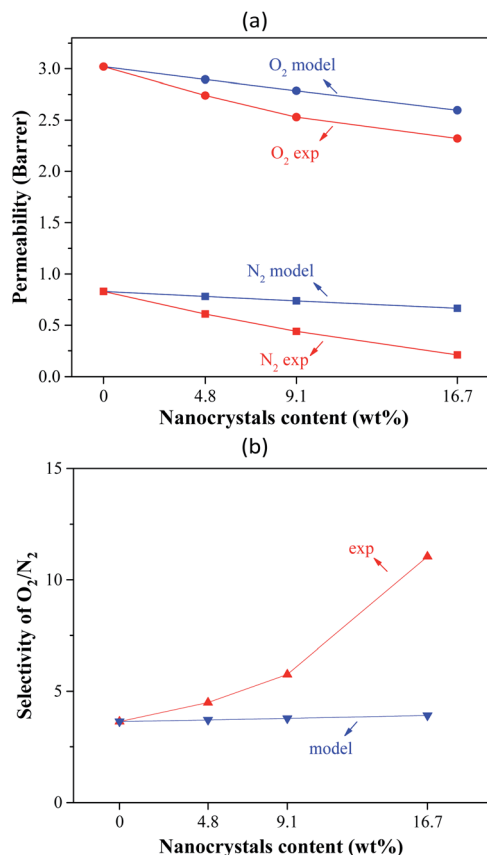 (a)
Permeability (Barrer)
3.0
2.5
2.0
1.5
1.0
0.5
0.0
O₂ model
O₂ exp
N₂ model
N₂ exp
0 4.8 9.1 16.7
Nanocrystals content (wt%)
(b)
Selectivity of O₂/N₂
15
10
5
0
exp
model
0 4.8 9.1 16.7
Nanocrystals content (wt%)